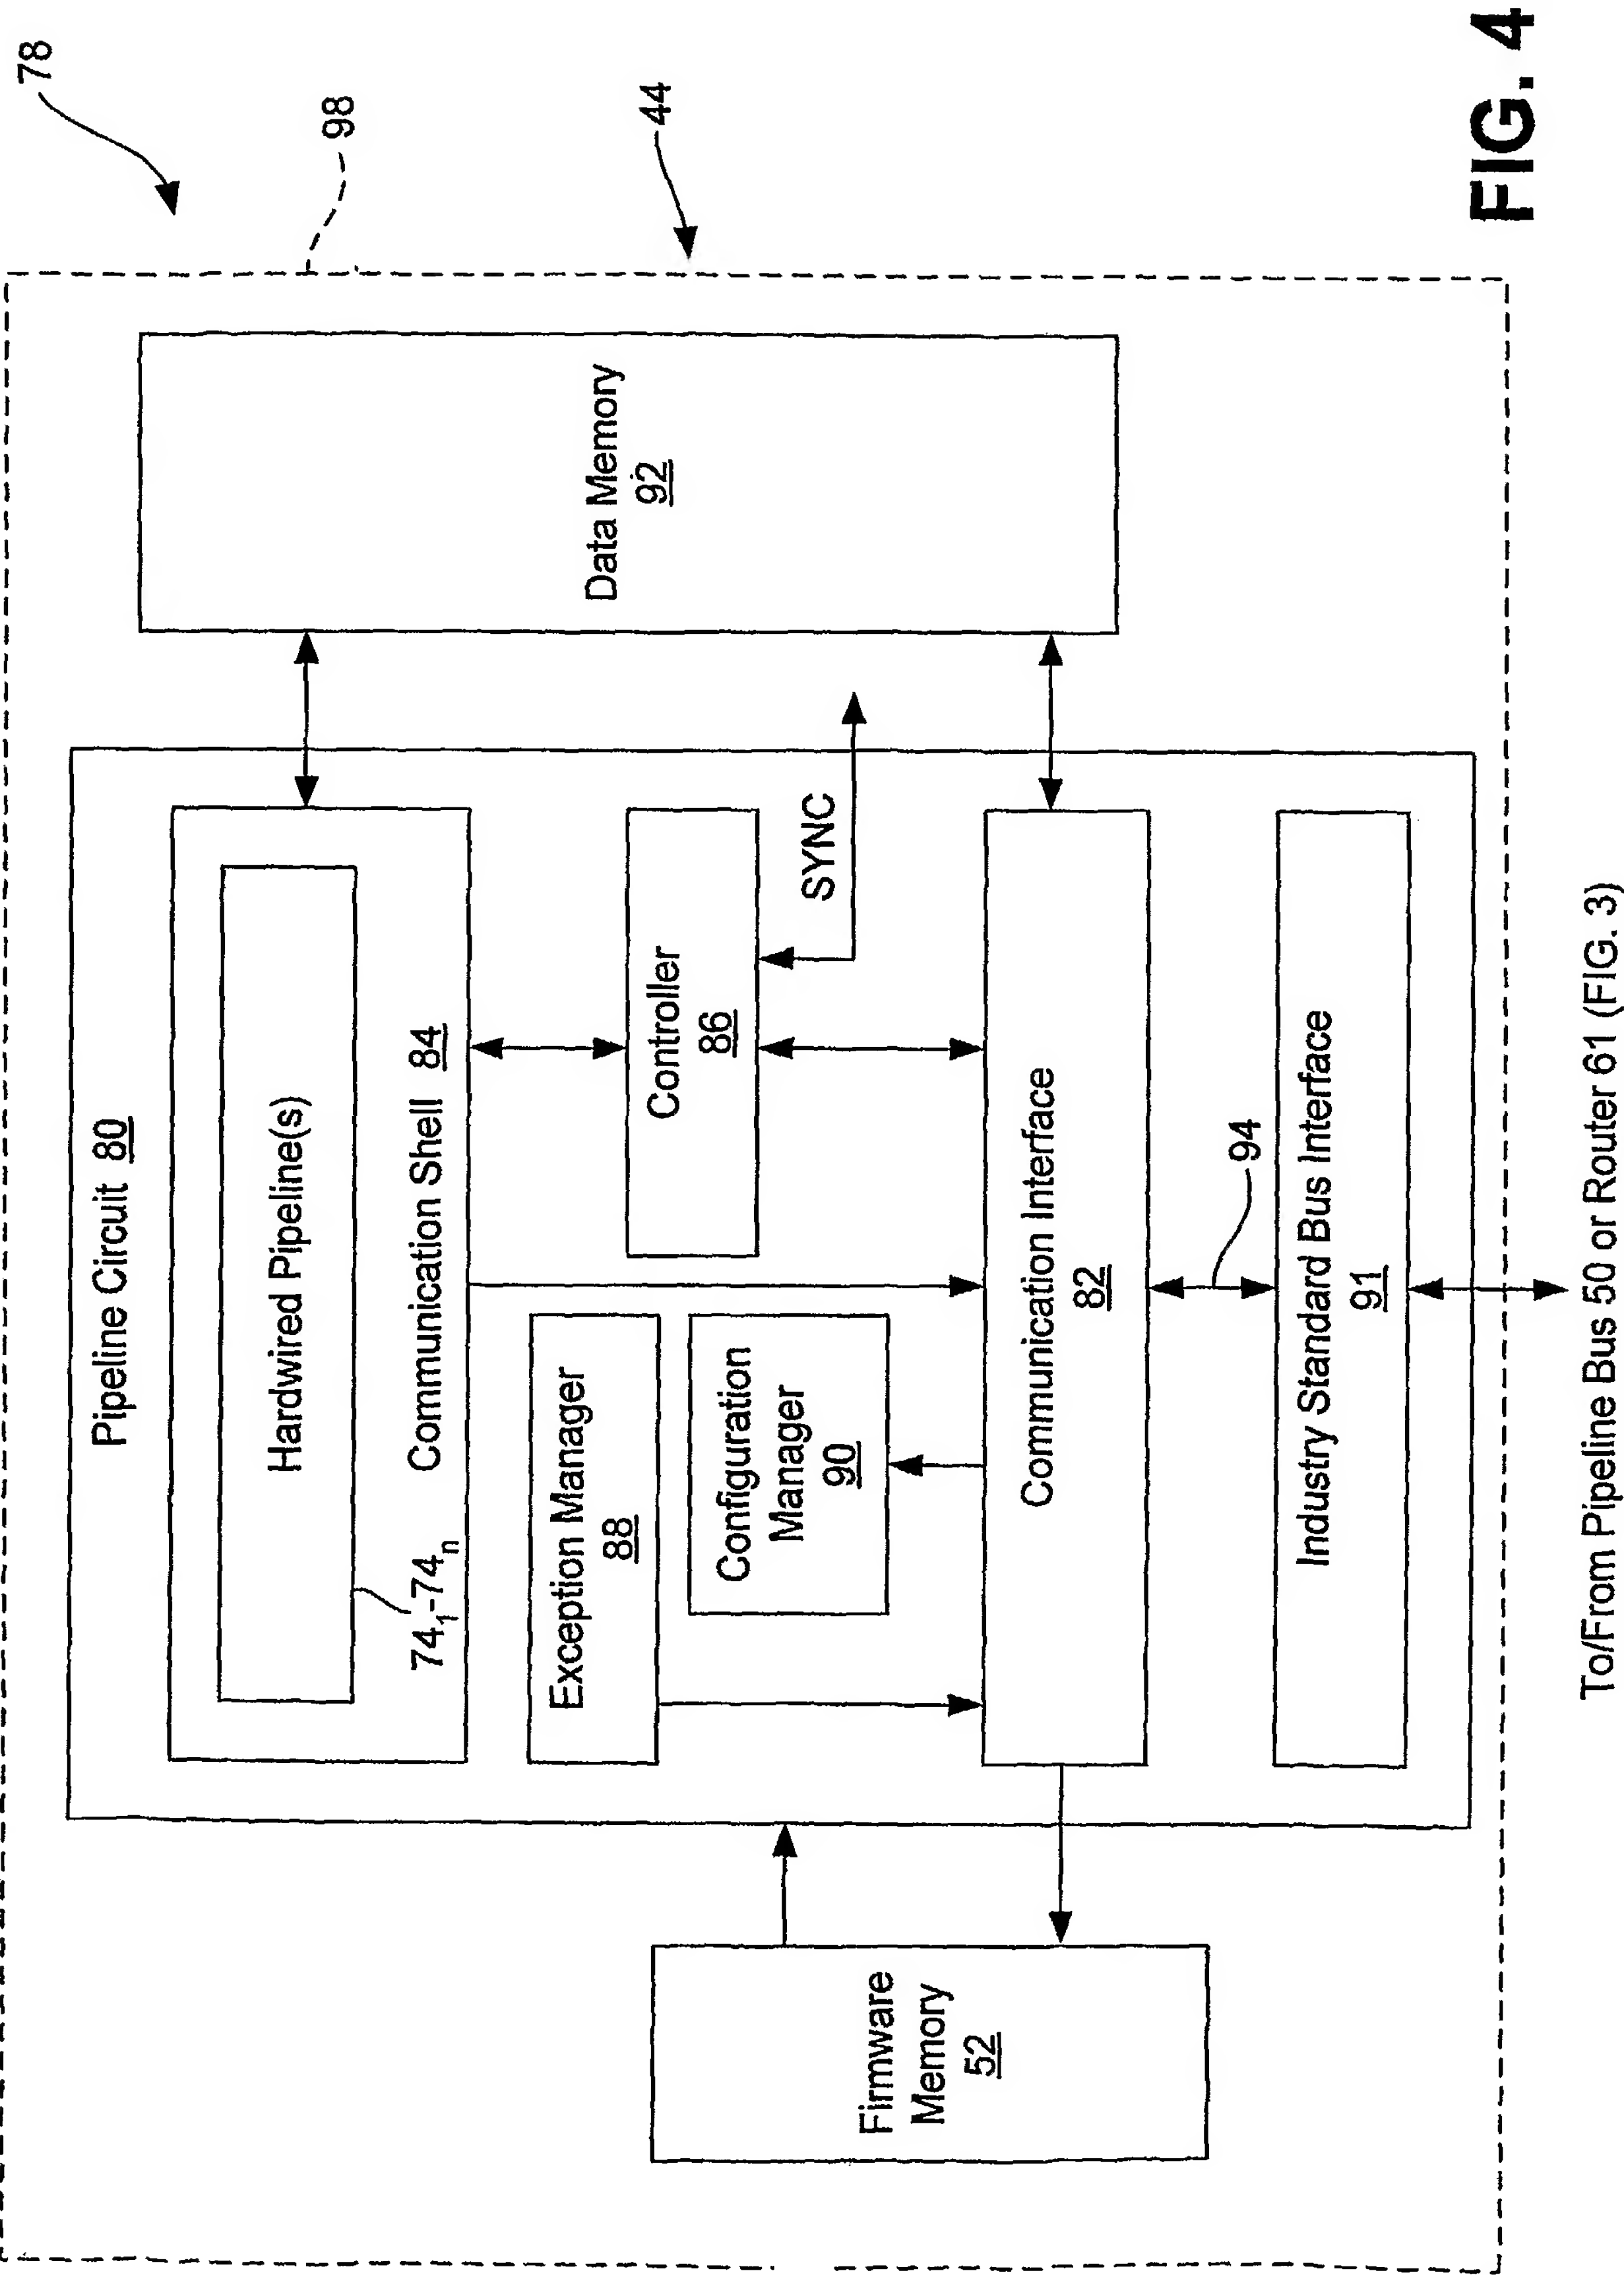 78
98
44
Pipeline Circuit 80
Hardwired Pipeline(s)
74₁-74ₙ
Communication Shell 84
Exception Manager
88
Controller
86
SYNC
Configuration
Manager
90
Communication Interface
82
94
Industry Standard Bus Interface
91
Firmware
Memory
52
Data Memory
92
To/From Pipeline Bus 50 or Router 61 (FIG. 3)
FIG. 4